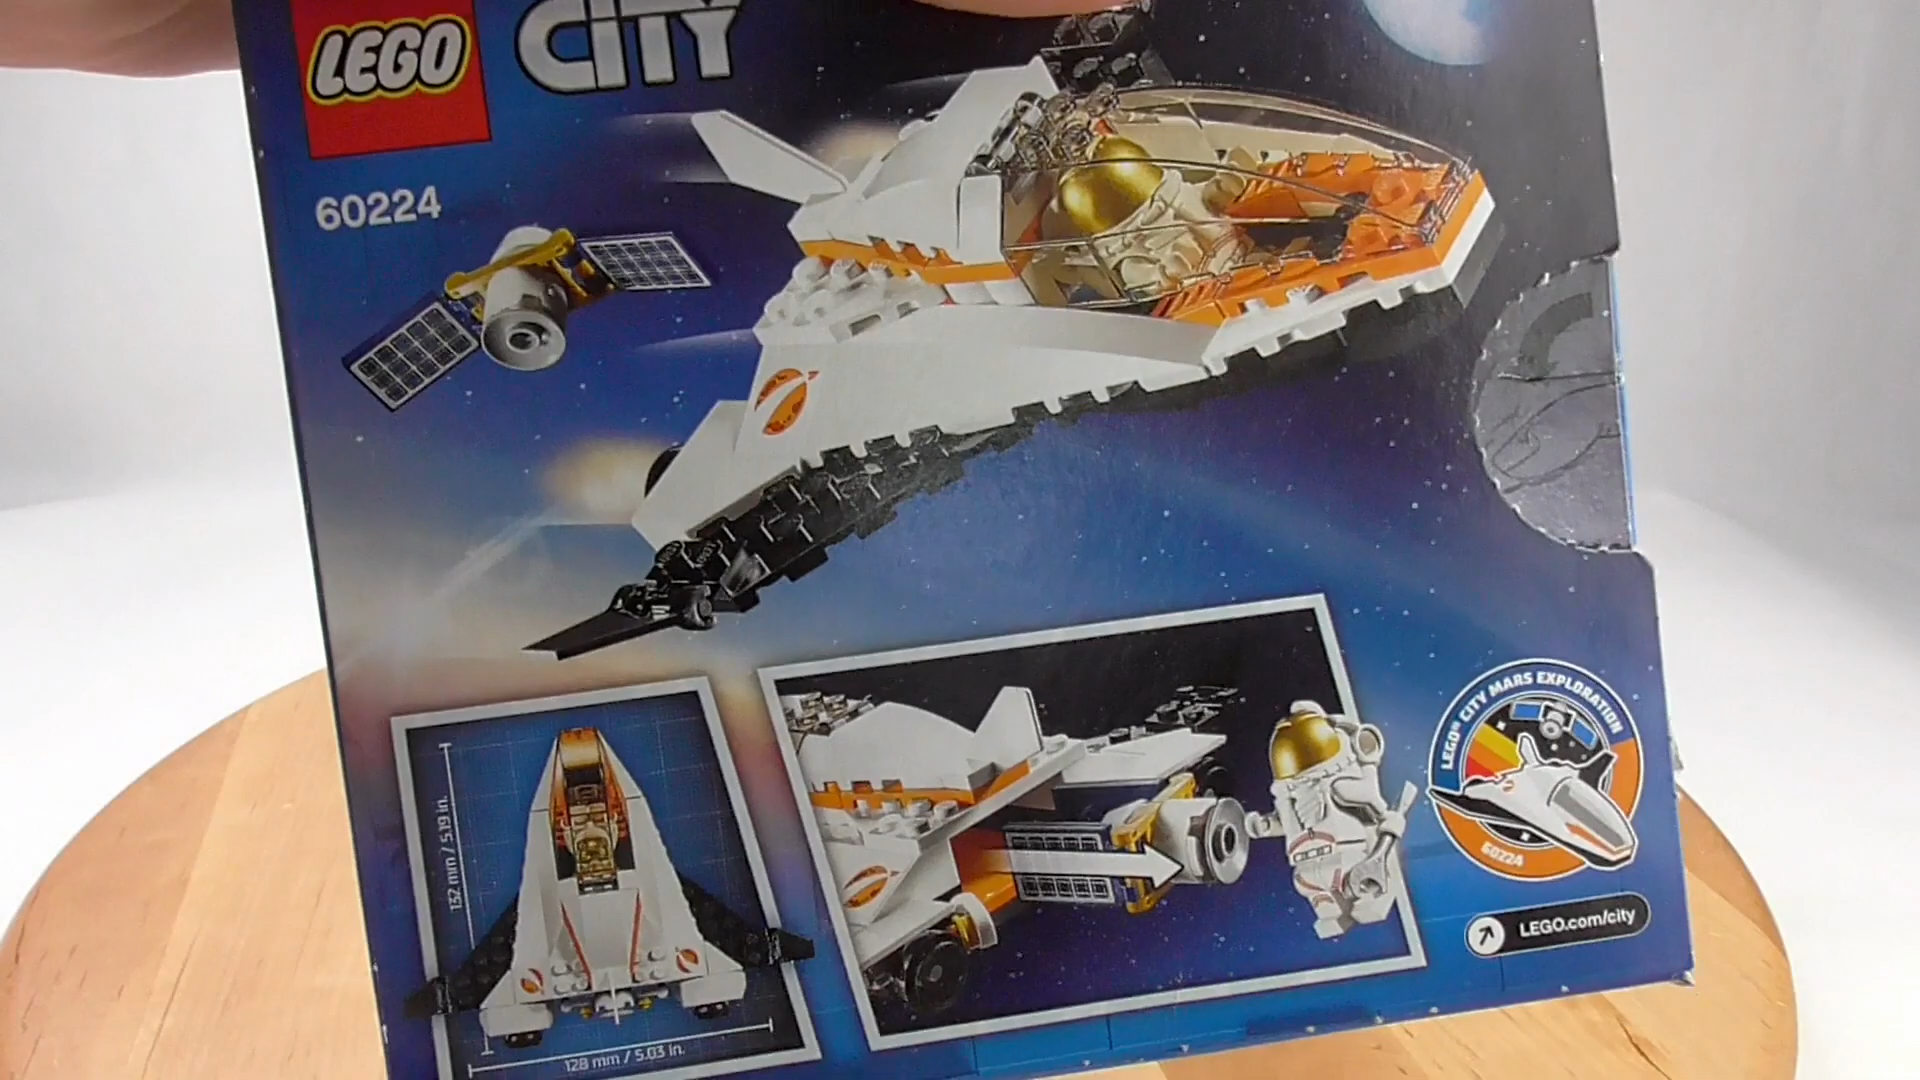 LEGO
CITY
60224
132 mm / 5.19 in.
128 mm / 5.03 in.
LEGO® CITY MARS EXPLORATION
60224
LEGO.com/city